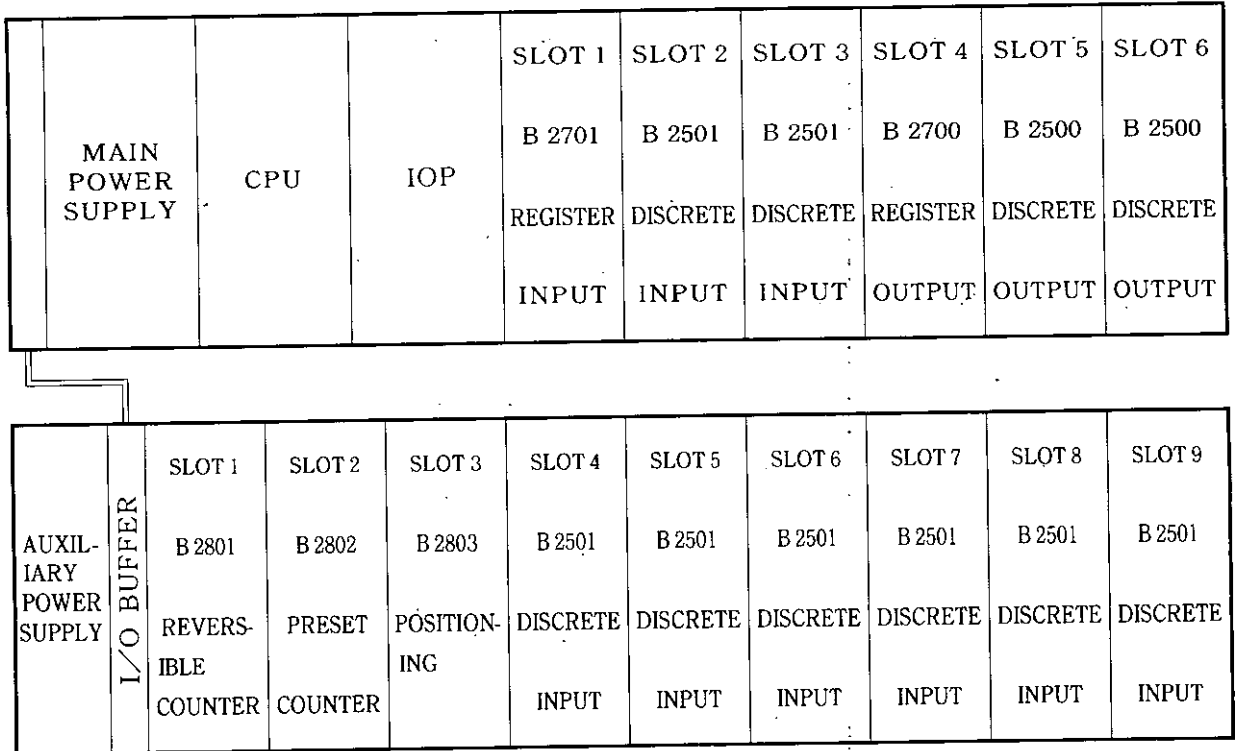 MAIN
POWER
SUPPLY
CPU
IOP
SLOT 1
B 2701
REGISTER
INPUT
SLOT 2
B 2501
DISCRETE
INPUT
SLOT 3
B 2501
DISCRETE
INPUT
SLOT 4
B 2700
REGISTER
OUTPUT
SLOT 5
B 2500
DISCRETE
OUTPUT
SLOT 6
B 2500
DISCRETE
OUTPUT
AUXIL-
IARY
POWER
SUPPLY
I/O BUFFER
SLOT 1
B 2801
REVERS-
IBLE
COUNTER
SLOT 2
B 2802
PRESET
COUNTER
SLOT 3
B 2803
POSITION-
ING
SLOT 4
B 2501
DISCRETE
INPUT
SLOT 5
B 2501
DISCRETE
INPUT
SLOT 6
B 2501
DISCRETE
INPUT
SLOT 7
B 2501
DISCRETE
INPUT
SLOT 8
B 2501
DISCRETE
INPUT
SLOT 9
B 2501
DISCRETE
INPUT